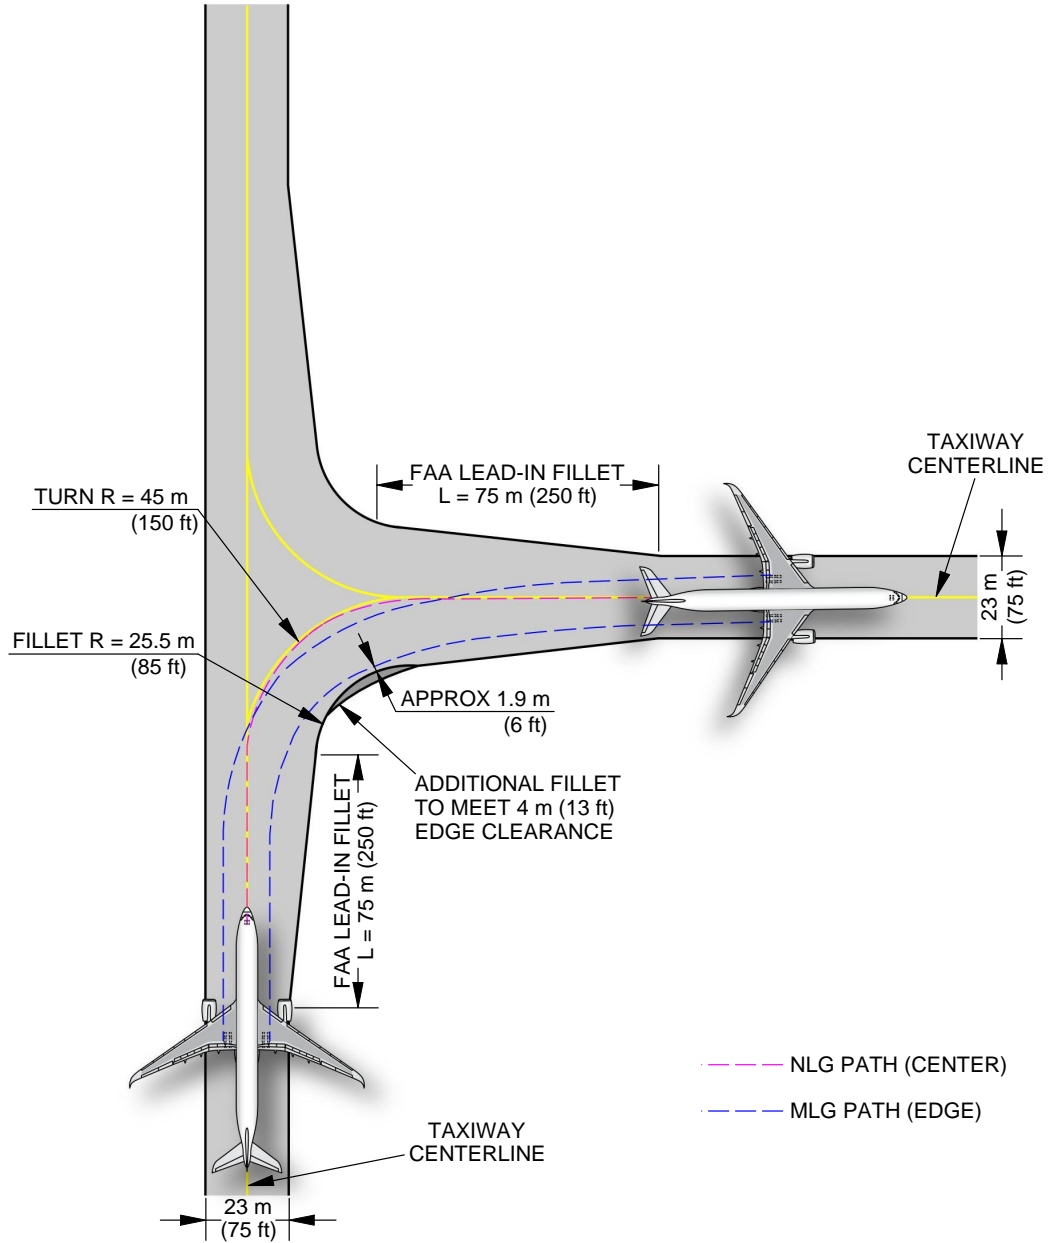 TAXIWAY
CENTERLINE
FAA LEAD-IN FILLET
L = 75 m (250 ft)
TURN R = 45 m
(150 ft)
23 m
(75 ft)
FILLET R = 25.5 m
(85 ft)
APPROX 1.9 m
(6 ft)
ADDITIONAL FILLET
TO MEET 4 m (13 ft)
EDGE CLEARANCE
FAA LEAD-IN FILLET
L = 75 m (250 ft)
NLG PATH (CENTER)
MLG PATH (EDGE)
TAXIWAY
CENTERLINE
23 m
(75 ft)